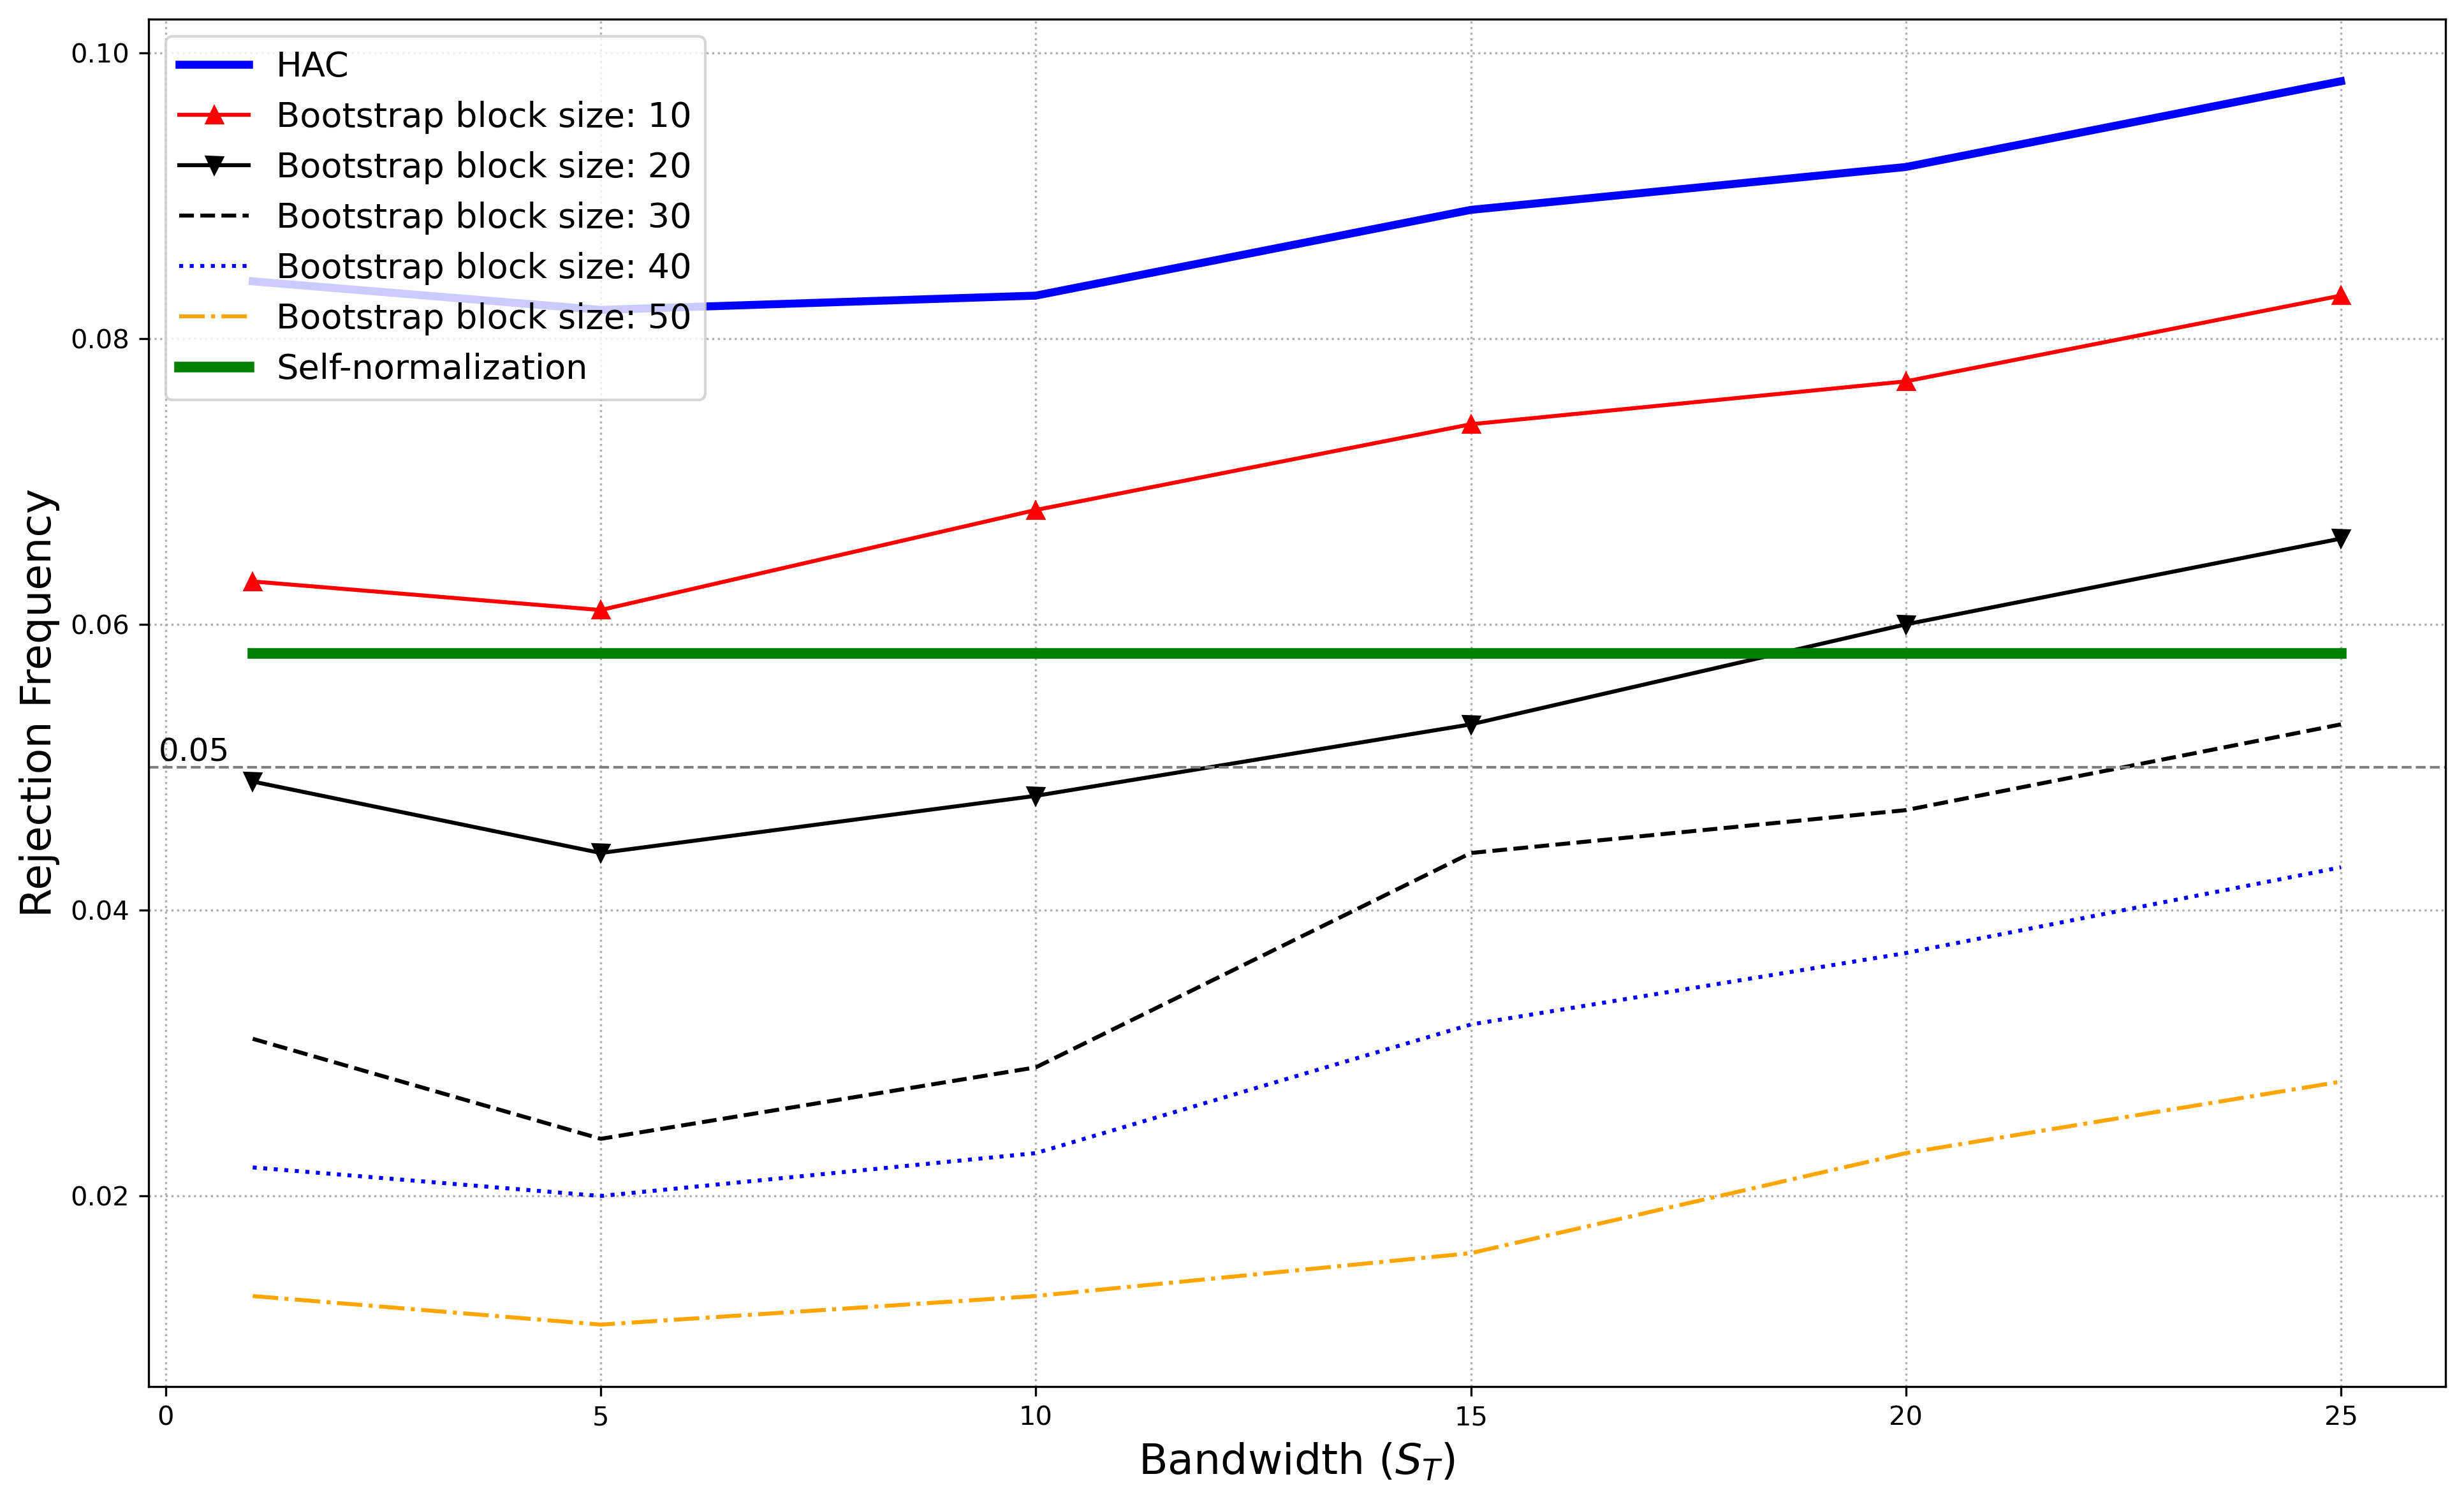 HAC
Bootstrap block size: 10
Bootstrap block size: 20
Bootstrap block size: 30
Bootstrap block size: 40
Bootstrap block size: 50
Self-normalization
0.10
0.08
0.06
0.05
0.04
0.02
Rejection Frequency
0 5 10 15 20 25
Bandwidth (S_T)